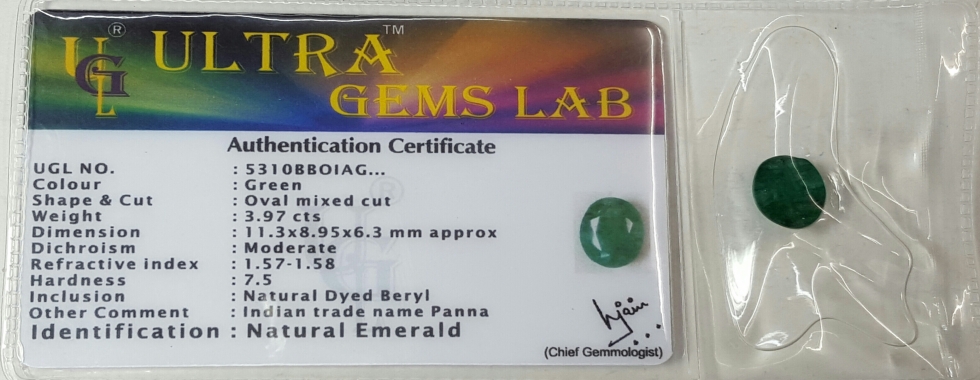 UGL ®
ULTRA™
GEMS LAB
Authentication Certificate
UGL NO. : 5310BBOIAG...
Colour : Green
Shape & Cut : Oval mixed cut
Weight : 3.97 cts
Dimension : 11.3x8.95x6.3 mm approx
Dichroism : Moderate
Refractive index : 1.57-1.58
Hardness : 7.5
Inclusion : Natural Dyed Beryl
Other Comment : Indian trade name Panna
Identification : Natural Emerald
(Chief Gemmologist)